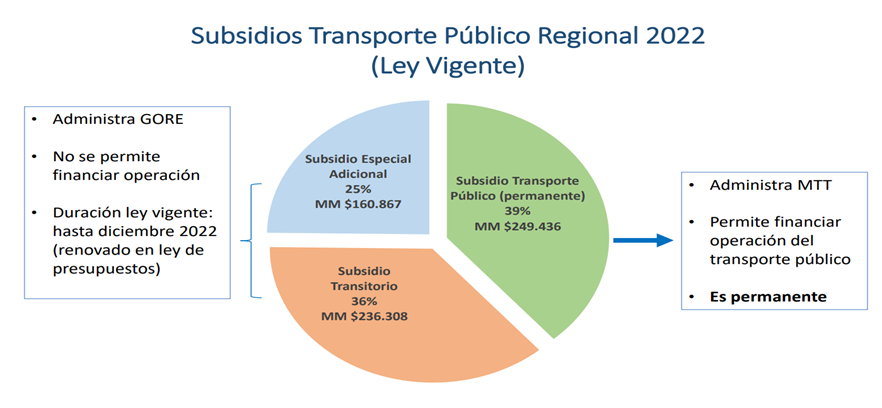 Subsidios Transporte Público Regional 2022
(Ley Vigente)
• Administra GORE
• No se permite
financiar operación
• Duración ley vigente:
hasta diciembre 2022
(renovado en ley de
presupuestos)
Subsidio Especial
Adicional
25%
MM $160.867
Subsidio Transporte
Público (permanente)
39%
MM $249.436
Subsidio
Transitorio
36%
MM $236.308
• Administra MTT
• Permite financiar
operación del
transporte público
• Es permanente